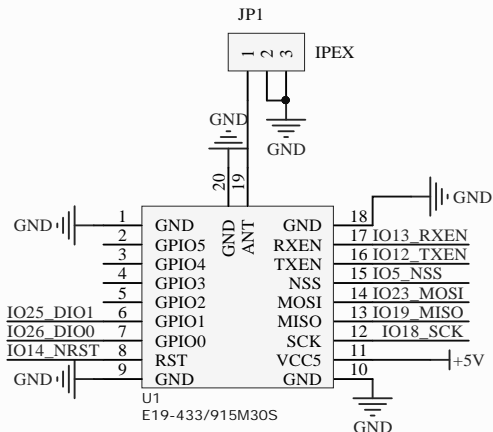 JP1
1 2 3 IPEX
GND
GND
20 19
GND ANT
GND 1 GND GND 18 GND
2 GPIO5 RXEN 17 IO13_RXEN
3 GPIO4 TXEN 16 IO12_TXEN
4 GPIO3 NSS 15 IO5_NSS
5 GPIO2 MOSI 14 IO23_MOSI
IO25_DIO1 6 GPIO1 MISO 13 IO19_MISO
IO26_DIO0 7 GPIO0 SCK 12 IO18_SCK
IO14_NRST 8 RST VCC5 11 +5V
GND 9 GND GND 10
U1
E19-433/915M30S
GND